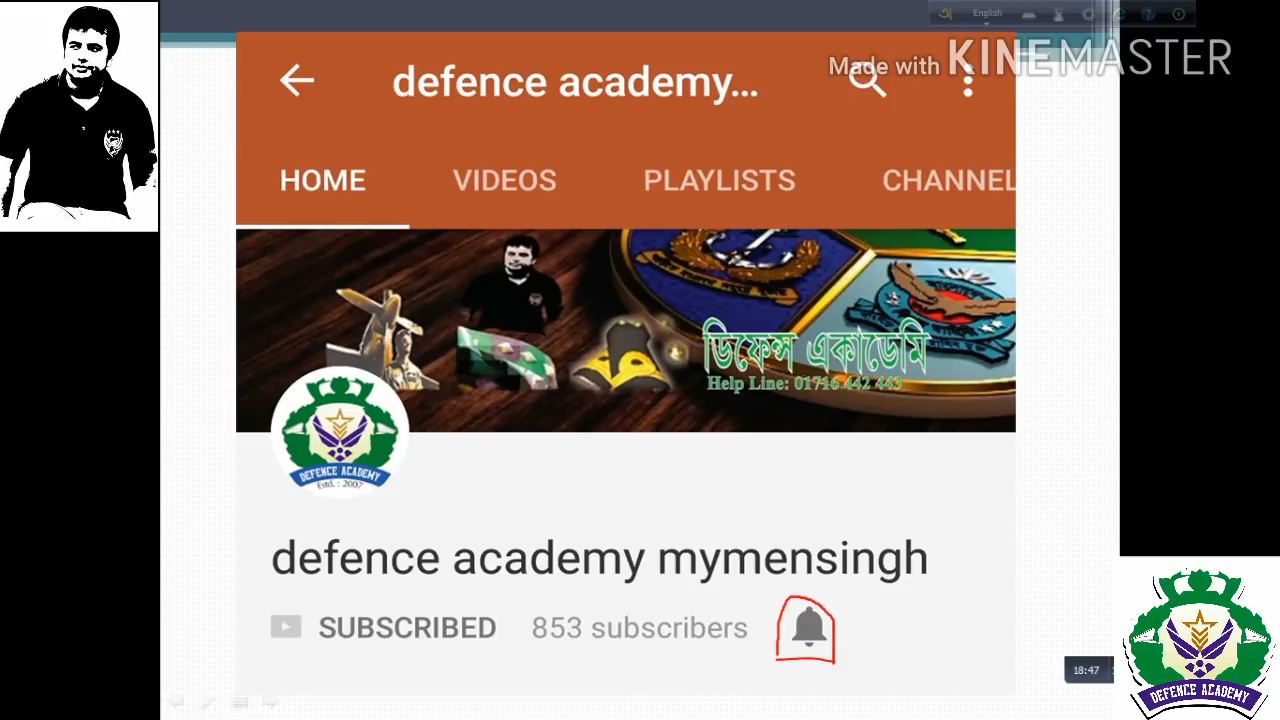 English
Made with KINEMASTER
defence academy...
HOME VIDEOS PLAYLISTS CHANNEL
ডিফেন্স একাডেমি
Help Line: 01716 442 443
DEFENCE ACADEMY
Estd. : 2007
defence academy mymensingh
SUBSCRIBED 853 subscribers
18:47
DEFENCE ACADEMY